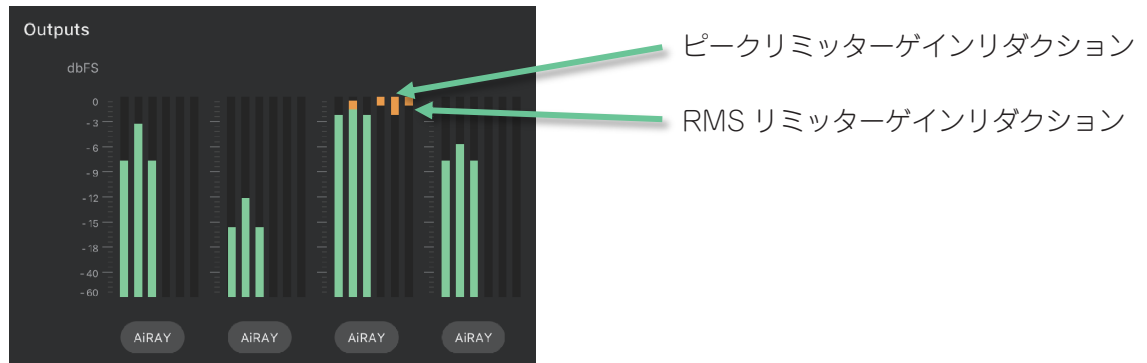 Outputs
dbFS
0
-3
-6
-9
-12
-15
-18
-40
-60
AiRAY
AiRAY
AiRAY
AiRAY
ピークリミッターゲインリダクション
RMS リミッターゲインリダクション